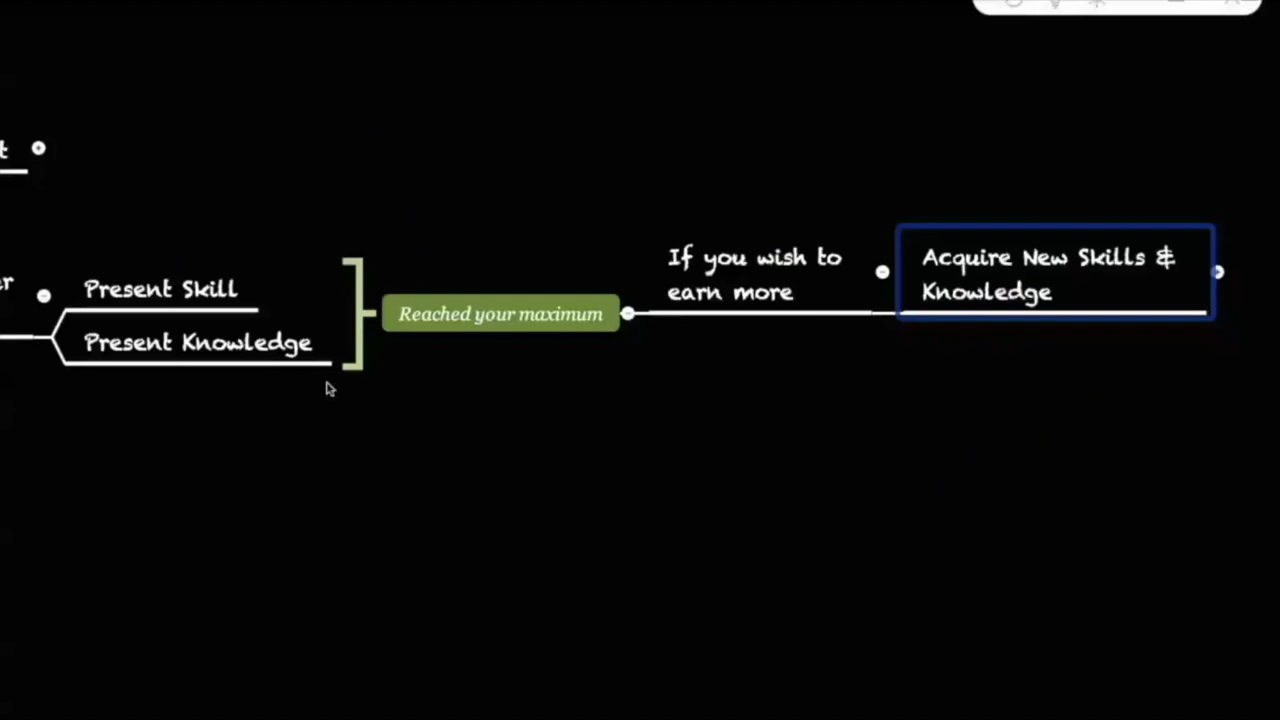 Present Skill
Present Knowledge
Reached your maximum
If you wish to
earn more
Acquire New Skills &
Knowledge